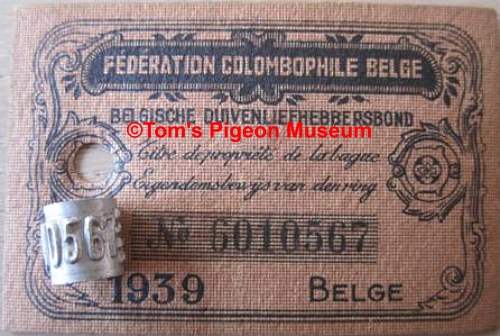 FÉDÉRATION COLOMBOPHILE BELGE
BELGISCHE DUIVENLIEFHEBBERSBOND
©Tom's Pigeon Museum
Titre de propriété de la bague
Eigendomsbewijs van den ring
Nº 6010567
1939 BELGE